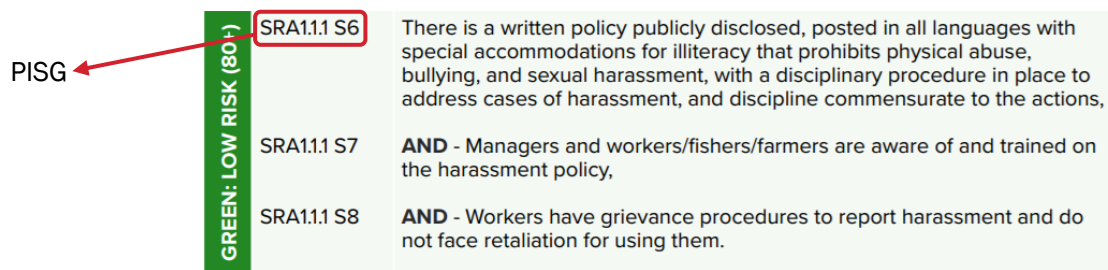 PISG
GREEN: LOW RISK (80+)
SRA1.1.1 S6
There is a written policy publicly disclosed, posted in all languages with
special accommodations for illiteracy that prohibits physical abuse,
bullying, and sexual harassment, with a disciplinary procedure in place to
address cases of harassment, and discipline commensurate to the actions,
SRA1.1.1 S7
AND - Managers and workers/fishers/farmers are aware of and trained on
the harassment policy,
SRA1.1.1 S8
AND - Workers have grievance procedures to report harassment and do
not face retaliation for using them.